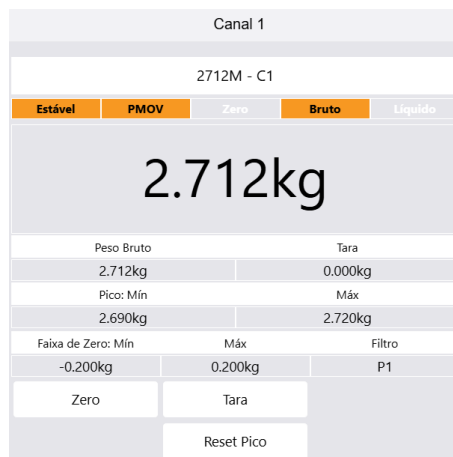 Canal 1
2712M - C1
Estável PMOV Zero Bruto Líquido
2.712kg
Peso Bruto Tara
2.712kg 0.000kg
Pico: Mín Máx
2.690kg 2.720kg
Faixa de Zero: Mín Máx Filtro
-0.200kg 0.200kg P1
Zero Tara
Reset Pico